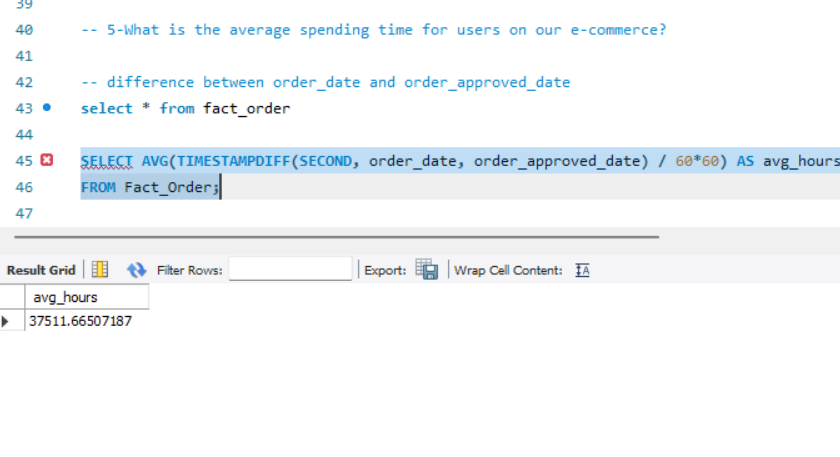 39
40 -- 5-What is the average spending time for users on our e-commerce?
41
42 -- difference between order_date and order_approved_date
43 select * from fact_order
44
45 SELECT AVG(TIMESTAMPDIFF(SECOND, order_date, order_approved_date) / 60*60) AS avg_hours
46 FROM Fact_Order;
47
Result Grid Filter Rows: Export: Wrap Cell Content: IA
avg_hours
37511.66507187